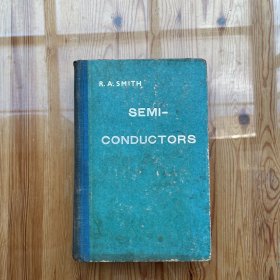 R. A. SMITH
SEMI-
CONDUCTORS